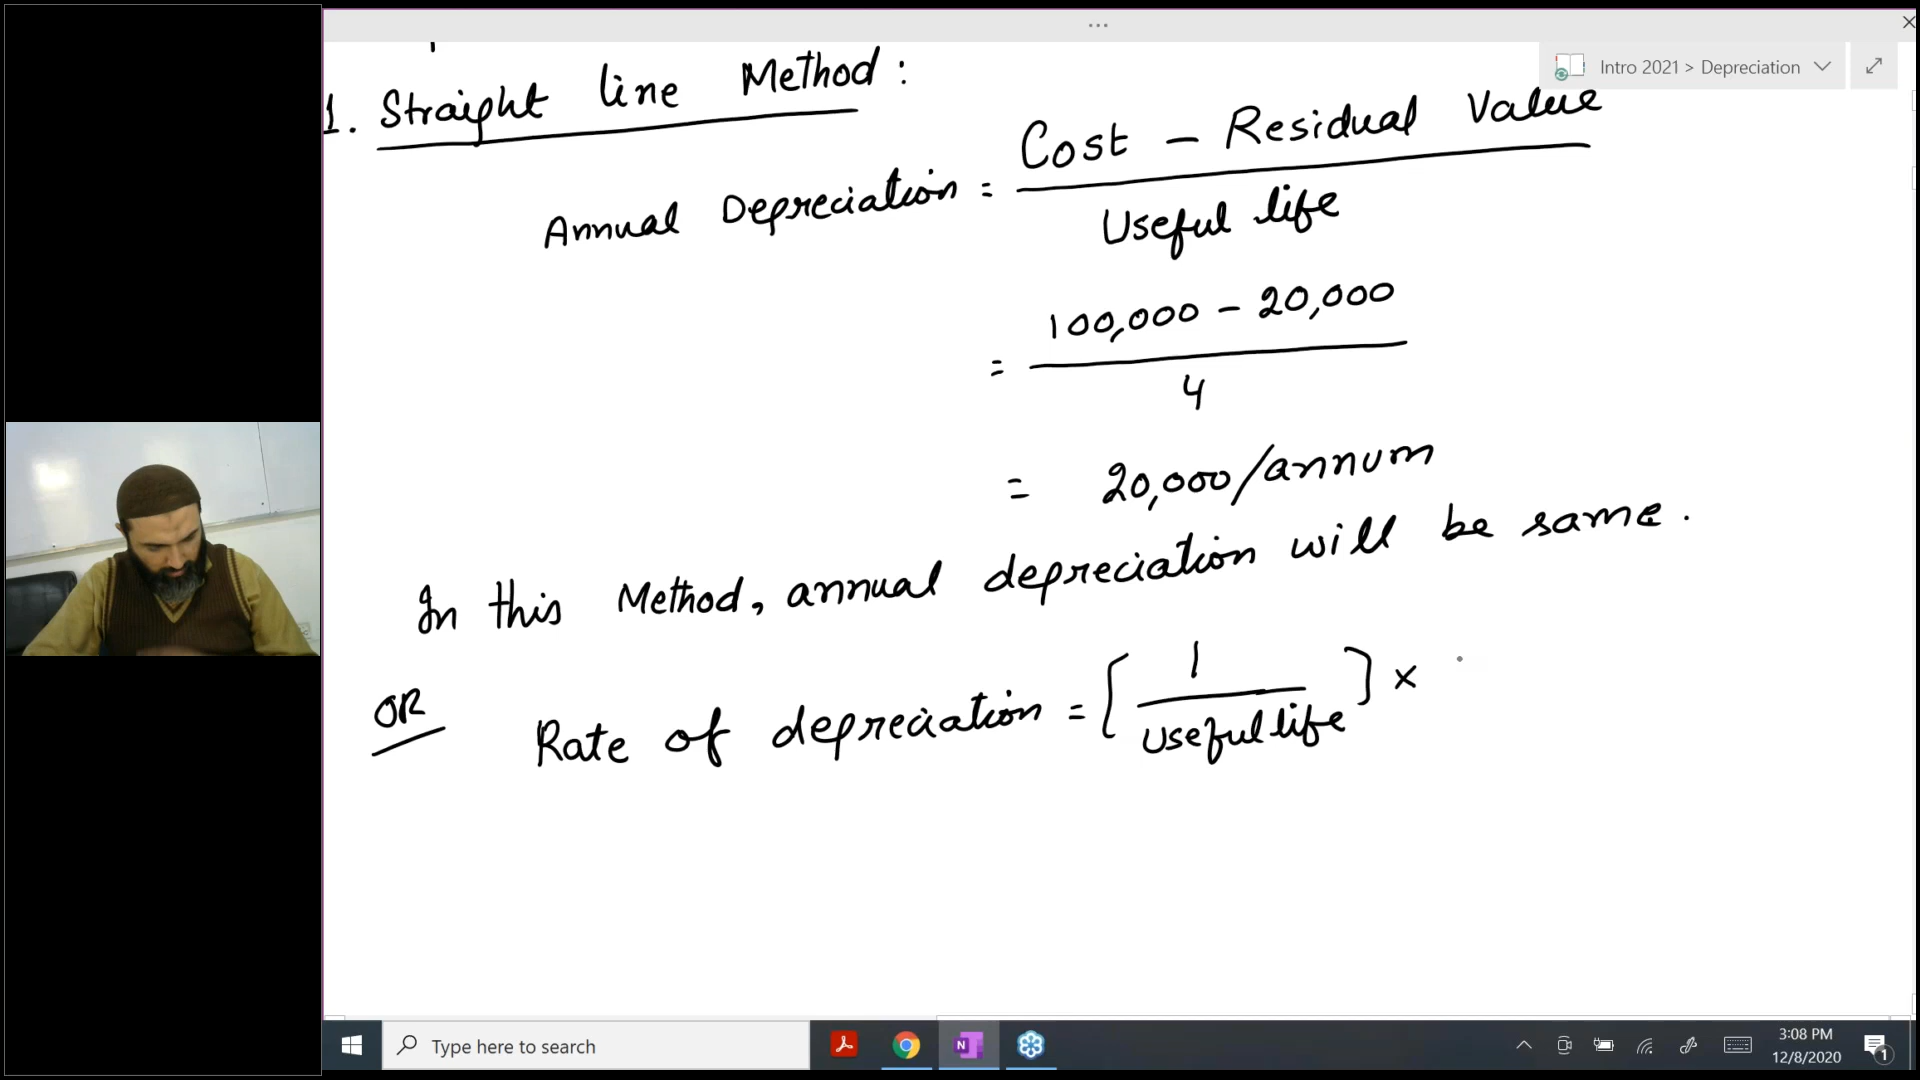 Intro 2021 > Depreciation
1. Straight line Method :
Annual Depreciation = Cost - Residual Value
Useful life
= 100,000 - 20,000
4
= 20,000/annum
In this Method, annual depreciation will be same.
OR Rate of depreciation = [ 1 ] ×
Useful life
Type here to search
3:08 PM
12/8/2020
1